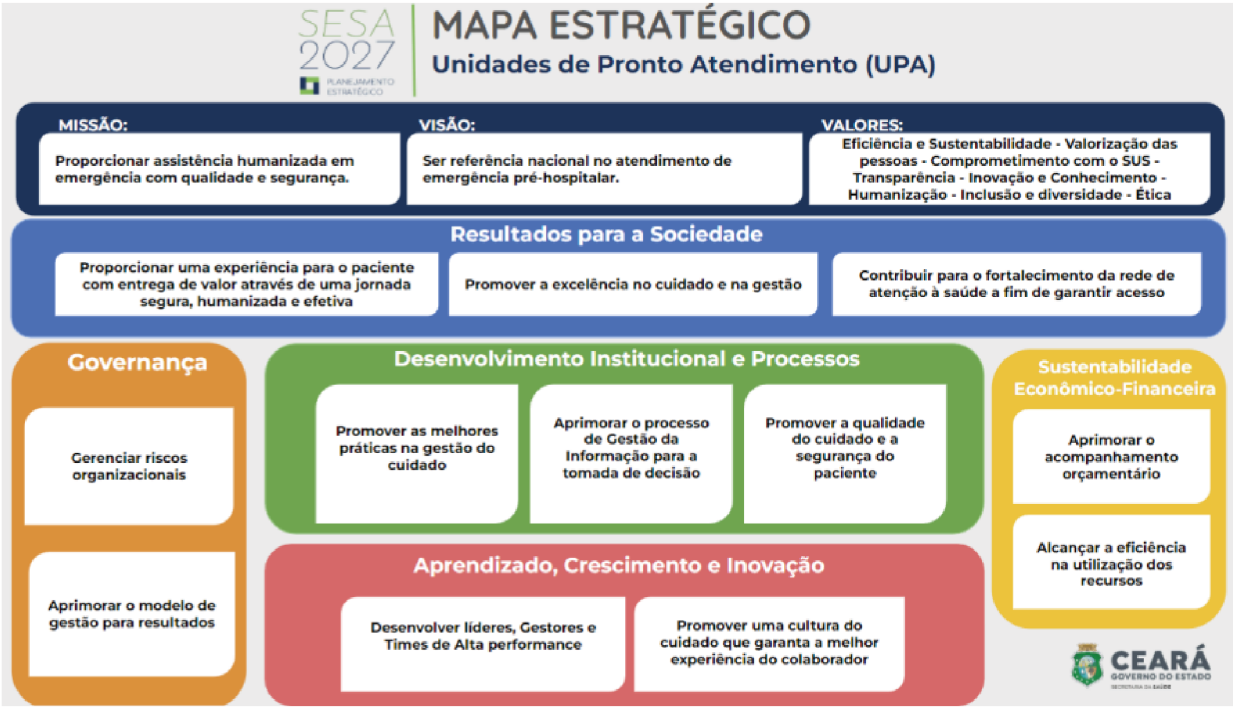 SESA
2027
PLANEJAMENTO
ESTRATÉGICO
MAPA ESTRATÉGICO
Unidades de Pronto Atendimento (UPA)
MISSÃO:
Proporcionar assistência humanizada em
emergência com qualidade e segurança.
VISÃO:
Ser referência nacional no atendimento de
emergência pré-hospitalar.
VALORES:
Eficiência e Sustentabilidade - Valorização das
pessoas - Comprometimento com o SUS -
Transparência - Inovação e Conhecimento -
Humanização - Inclusão e diversidade - Ética
Resultados para a Sociedade
Proporcionar uma experiência para o paciente
com entrega de valor através de uma jornada
segura, humanizada e efetiva
Promover a excelência no cuidado e na gestão
Contribuir para o fortalecimento da rede de
atenção à saúde a fim de garantir acesso
Governança
Gerenciar riscos
organizacionais
Aprimorar o modelo de
gestão para resultados
Desenvolvimento Institucional e Processos
Promover as melhores
práticas na gestão do
cuidado
Aprimorar o processo
de Gestão da
Informação para a
tomada de decisão
Promover a qualidade
do cuidado e a
segurança do
paciente
Aprendizado, Crescimento e Inovação
Desenvolver líderes, Gestores e
Times de Alta performance
Promover uma cultura do
cuidado que garanta a melhor
experiência do colaborador
Sustentabilidade
Econômico-Financeira
Aprimorar o
acompanhamento
orçamentário
Alcançar a eficiência
na utilização dos
recursos
CEARÁ
GOVERNO DO ESTADO
SECRETARIA DA SAÚDE